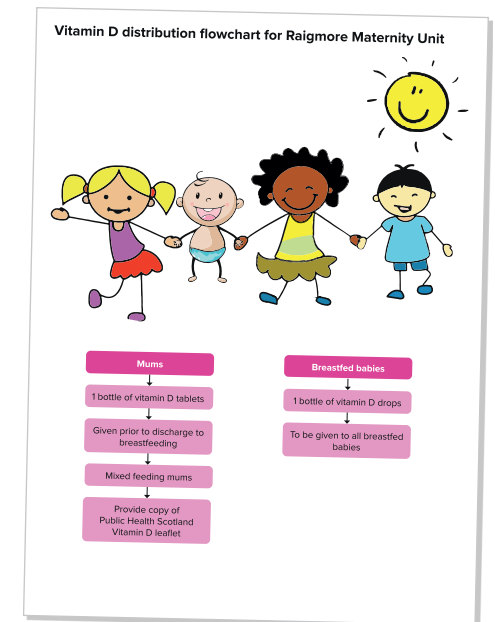 Vitamin D distribution flowchart for Raigmore Maternity Unit
Mums
1 bottle of vitamin D tablets
Given prior to discharge to
breastfeeding
Mixed feeding mums
Provide copy of
Public Health Scotland
Vitamin D leaflet
Breastfed babies
1 bottle of vitamin D drops
To be given to all breastfed
babies